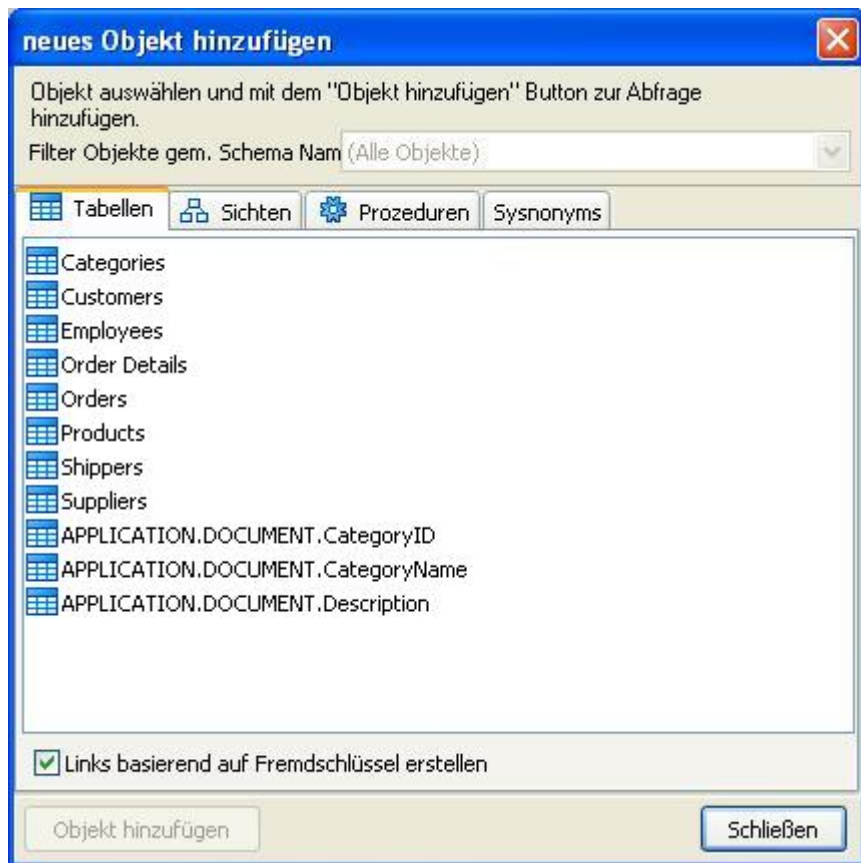 neues Objekt hinzufügen
Objekt auswählen und mit dem "Objekt hinzufügen" Button zur Abfrage
hinzufügen.
Filter Objekte gem. Schema Nam (Alle Objekte)
Tabellen Sichten Prozeduren Sysnonyms
Categories
Customers
Employees
Order Details
Orders
Products
Shippers
Suppliers
APPLICATION.DOCUMENT.CategoryID
APPLICATION.DOCUMENT.CategoryName
APPLICATION.DOCUMENT.Description
Links basierend auf Fremdschlüssel erstellen
Objekt hinzufügen Schließen